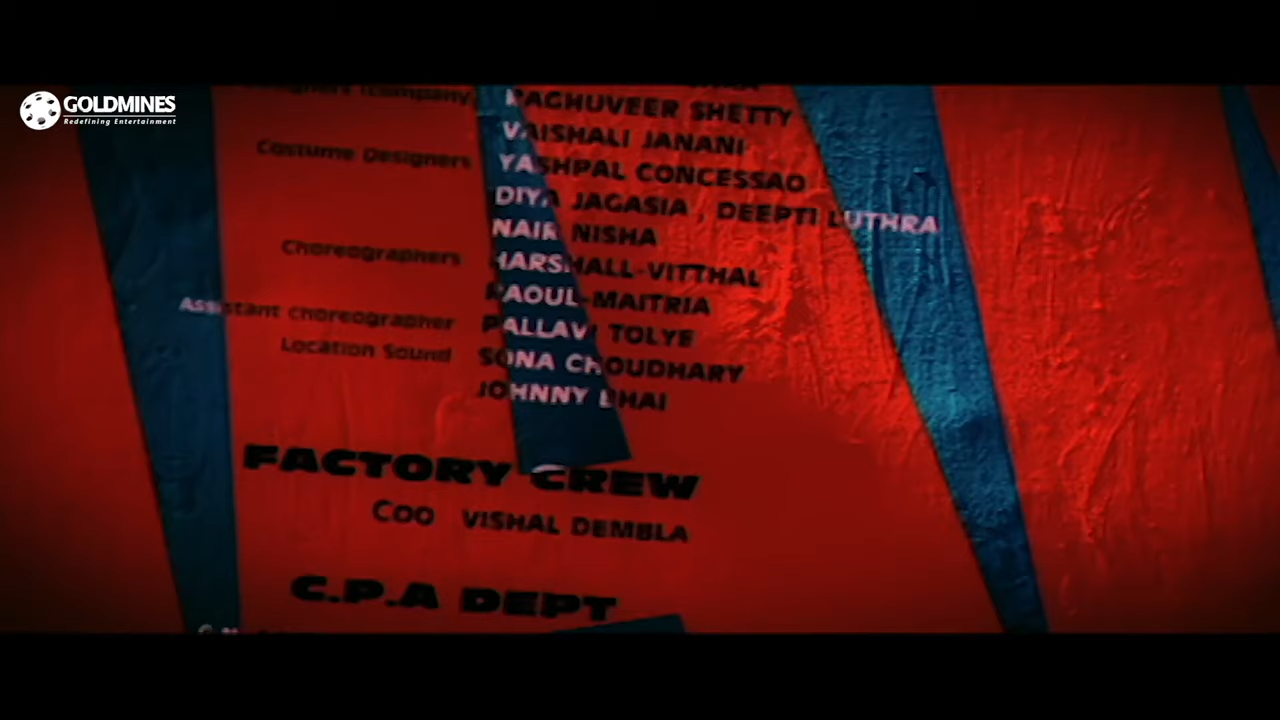 GOLDMINES
Redefining Entertainment
(Company) RAGHUVEER SHETTY
VAISHALI JANANI
Costume Designers YASHPAL CONCESSAO
DIYA JAGASIA , DEEPTI LUTHRA
NAIR NISHA
Choreographers HARSHALL-VITTHAL
RAOUL-MAITRIA
Assistant choreographer PALLAVI TOLYE
Location Sound SONA CHOUDHARY
JOHNNY BHAI
FACTORY CREW
COO VISHAL DEMBLA
C.P.A DEPT